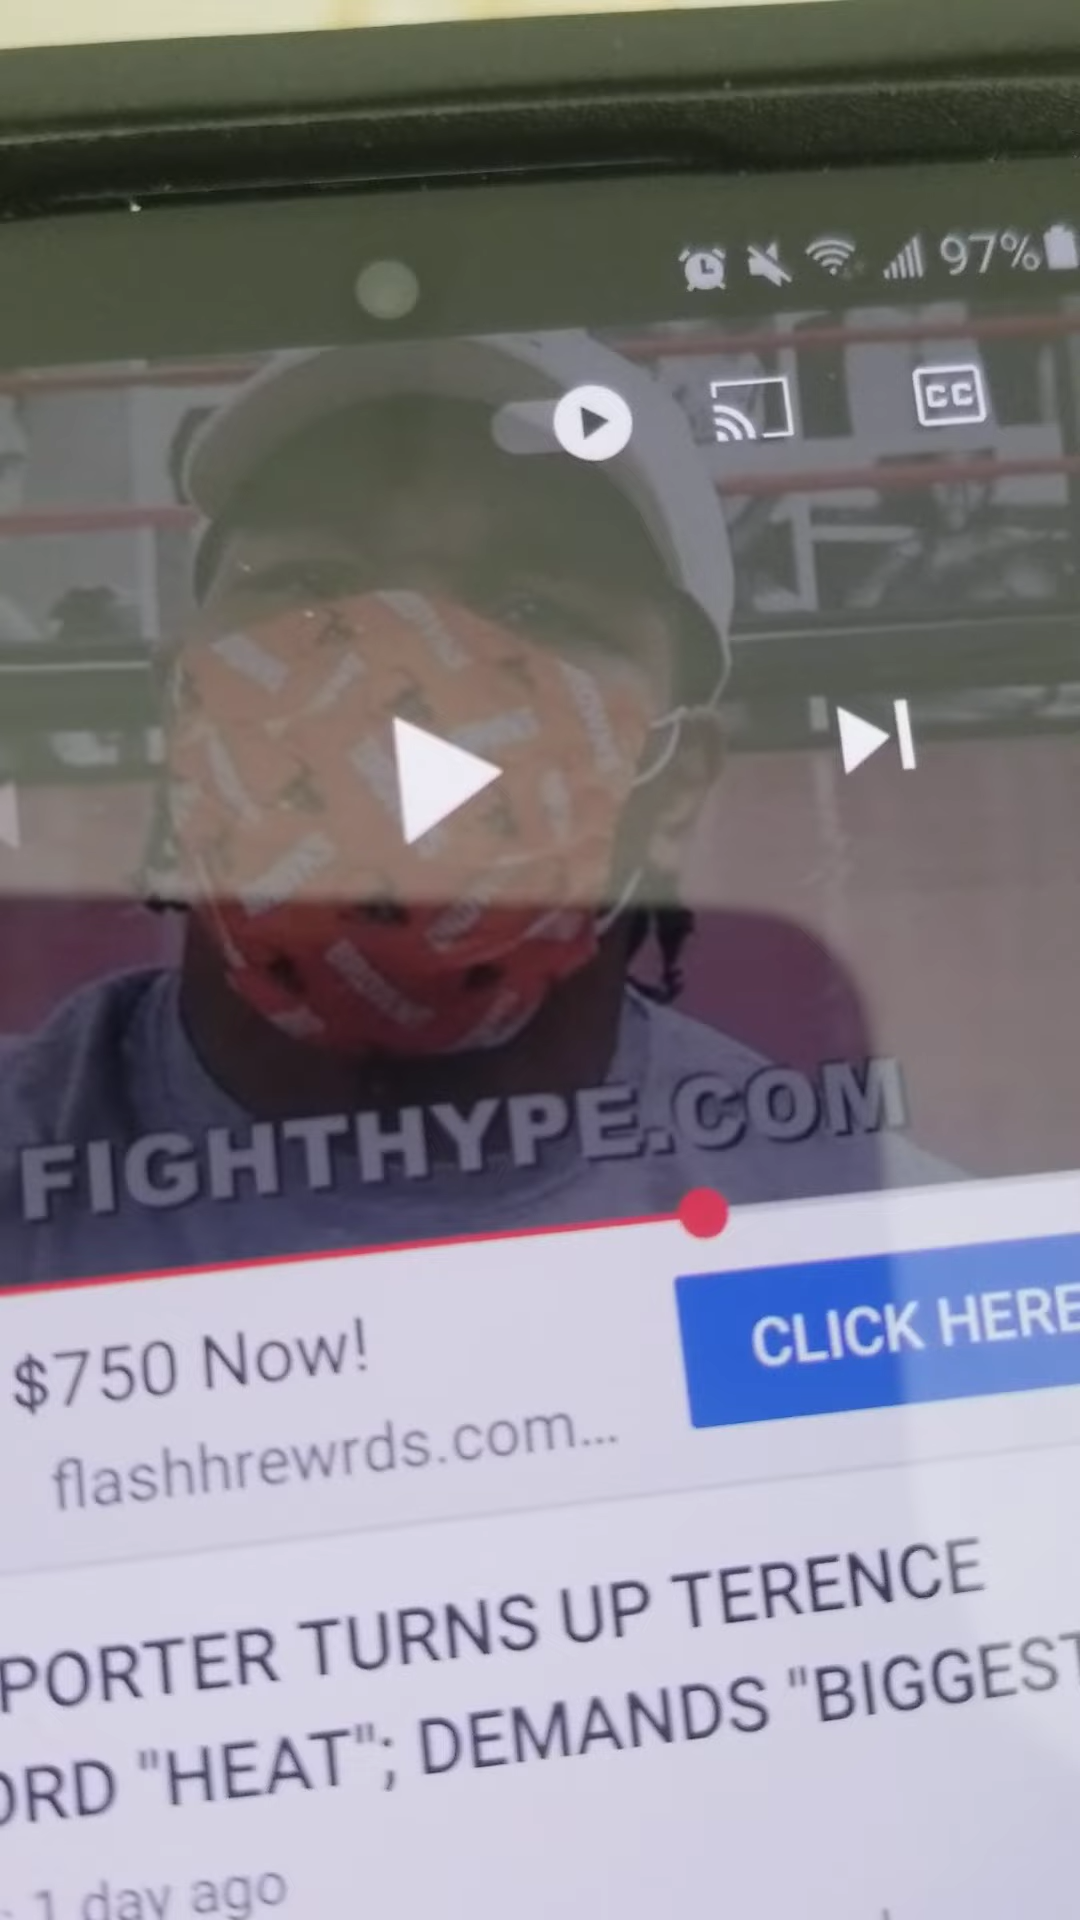 97%
CC
FIGHTHYPE.COM
$750 Now!
CLICK HERE
flashhrewrds.com...
PORTER TURNS UP TERENCE
ORD "HEAT"; DEMANDS "BIGGEST
1 day ago